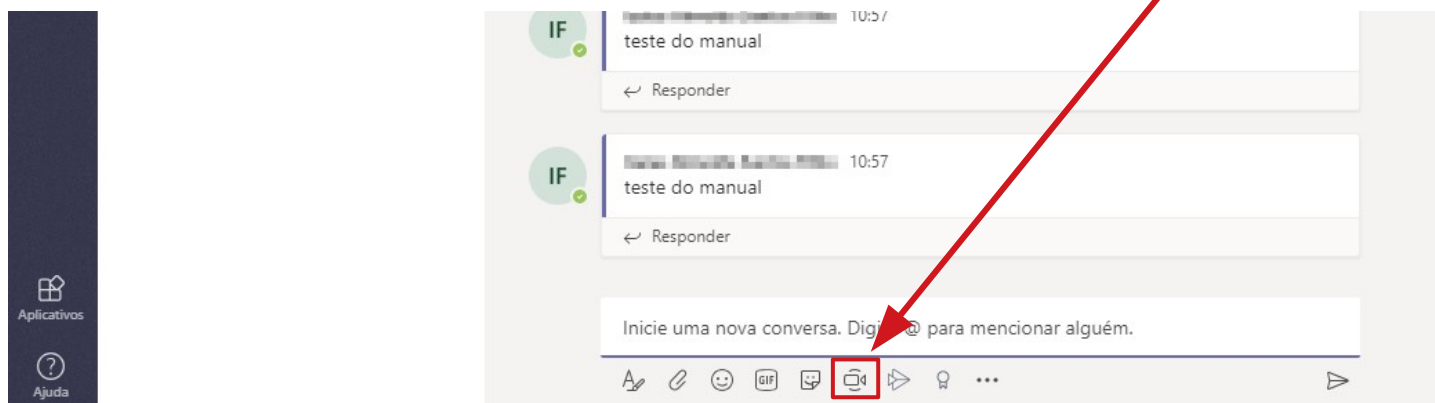 IF
10:57
teste do manual
Responder
IF
10:57
teste do manual
Responder
Aplicativos
Inicie uma nova conversa. Digi @ para mencionar alguém.
GIF
Ajuda